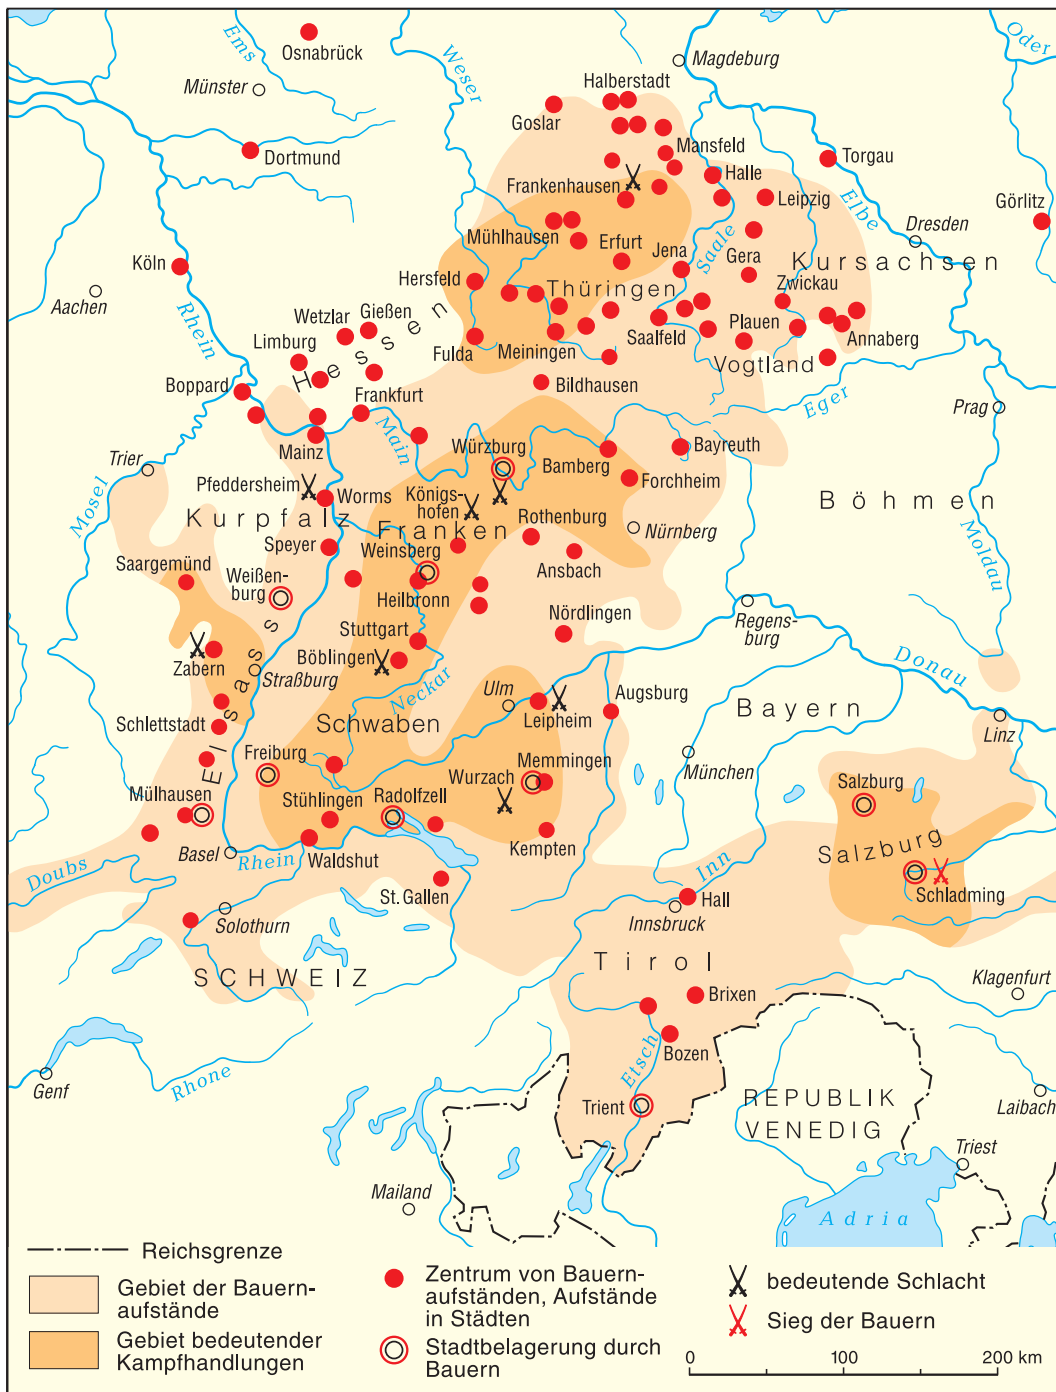 Osnabrück
Ems
Weser
Münster
Magdeburg
Oder
Halberstadt
Goslar
Dortmund
Mansfeld
Torgau
Halle
Frankenhausen
Leipzig
Elbe
Görlitz
Mühlhausen
Saale
Dresden
Erfurt
Jena
Gera
Kursachsen
Köln
Hersfeld
Thüringen
Zwickau
Aachen
Rhein
Wetzlar
Gießen
Hessen
Limburg
Fulda
Meiningen
Saalfeld
Plauen
Annaberg
Vogtland
Boppard
Frankfurt
Bildhausen
Eger
Prag
Main
Mainz
Würzburg
Bamberg
Bayreuth
Trier
Mosel
Pfeddersheim
Worms
Königs-
hofen
Forchheim
Böhmen
Kurpfalz
Franken
Rothenburg
Nürnberg
Speyer
Weinsberg
Ansbach
Moldau
Saargemünd
Weißen-
burg
Heilbronn
Nördlingen
Regens-
burg
Stuttgart
Zabern
Straßburg
Böblingen
Elsass
Neckar
Ulm
Leipheim
Augsburg
Donau
Schlettstadt
Schwaben
Bayern
Linz
Freiburg
Memmingen
München
Wurzach
Salzburg
Mülhausen
Stühlingen
Radolfzell
Basel
Rhein
Waldshut
Kempten
Salzburg
Doubs
Inn
St. Gallen
Hall
Schladming
Solothurn
Innsbruck
SCHWEIZ
Tirol
Klagenfurt
Brixen
Bozen
Etsch
Genf
Rhone
Trient
REPUBLIK
VENEDIG
Laibach
Triest
Mailand
Adria
Reichsgrenze
Gebiet der Bauern-
aufstände
Gebiet bedeutender
Kampfhandlungen
Zentrum von Bauern-
aufständen, Aufstände
in Städten
Stadtbelagerung durch
Bauern
bedeutende Schlacht
Sieg der Bauern
0 100 200 km